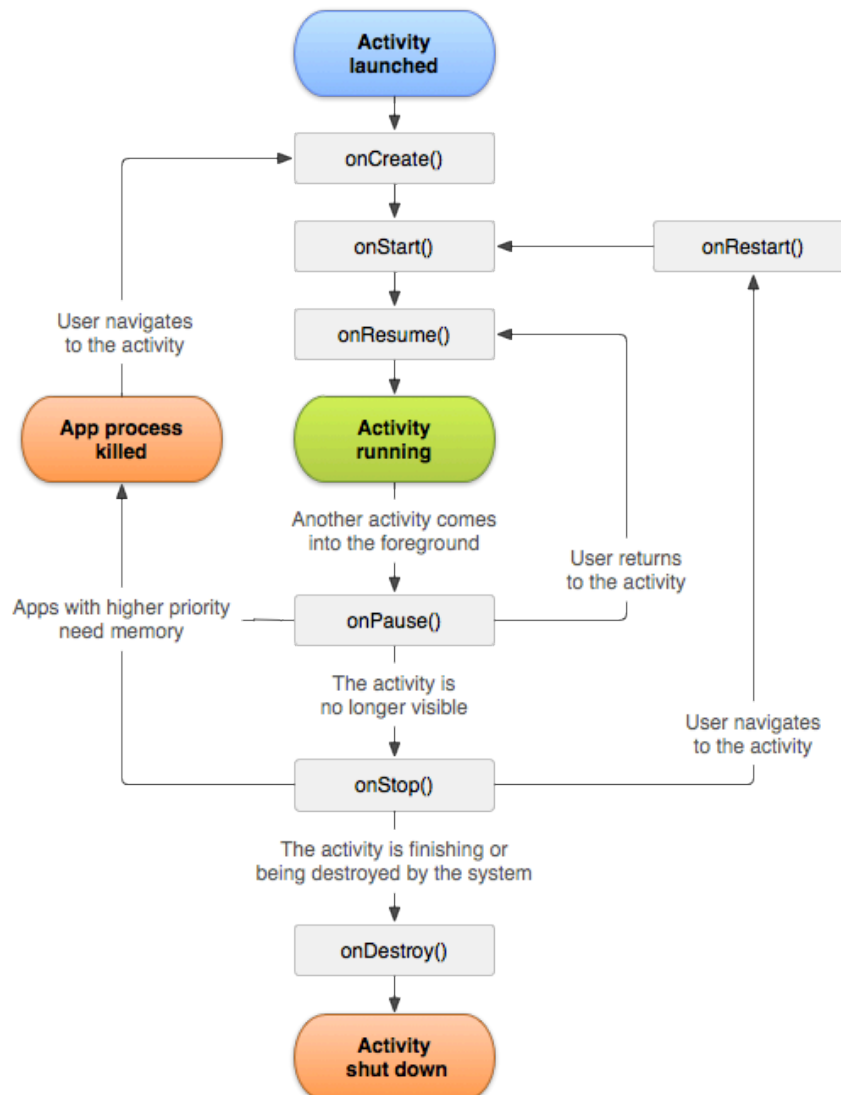 Activity
launched
onCreate()
onStart()
onRestart()
User navigates
to the activity
onResume()
App process
killed
Activity
running
Another activity comes
into the foreground
User returns
to the activity
Apps with higher priority
need memory
onPause()
The activity is
no longer visible
User navigates
to the activity
onStop()
The activity is finishing or
being destroyed by the system
onDestroy()
Activity
shut down